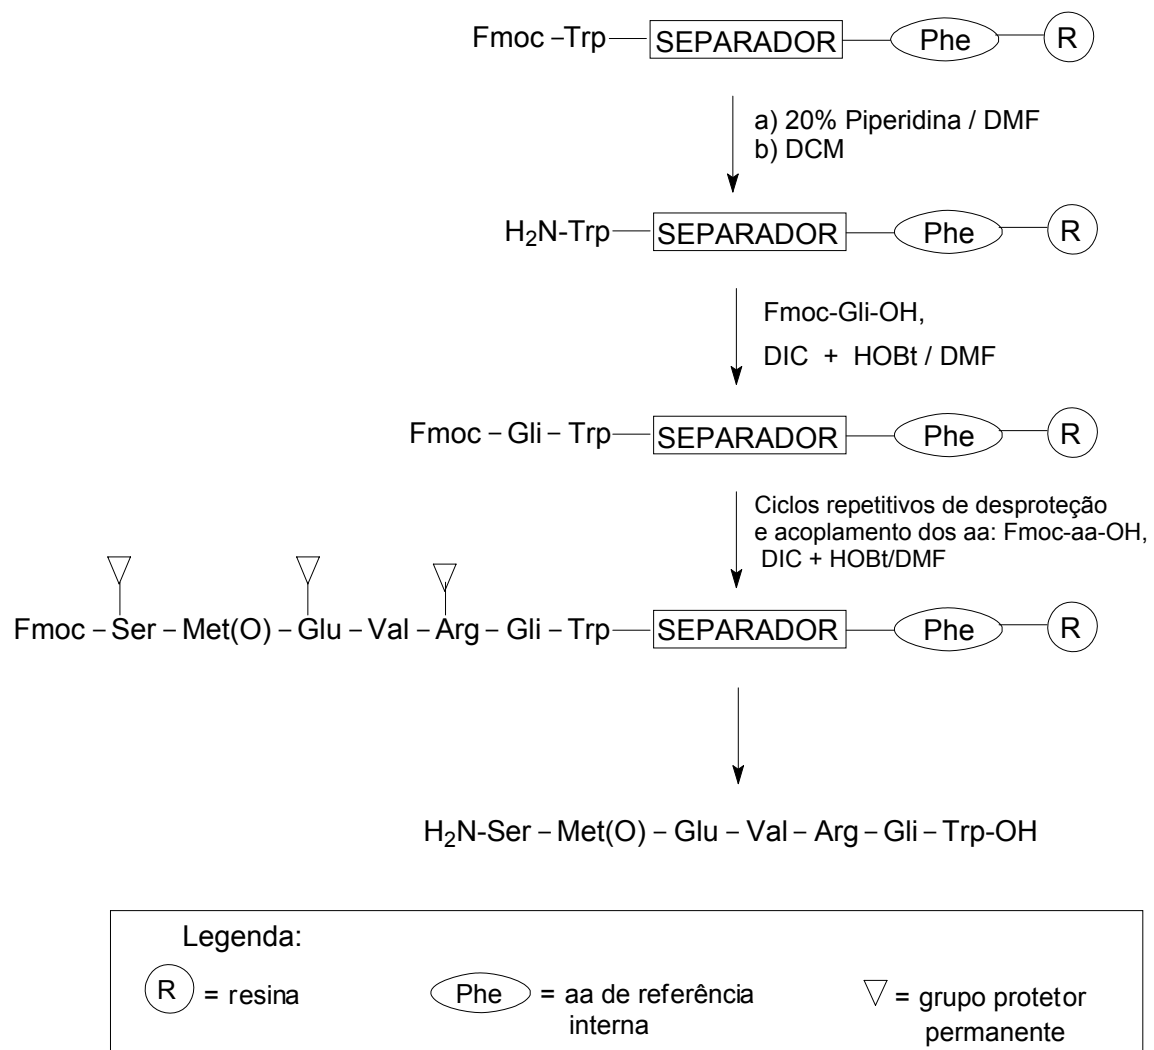 Fmoc –Trp SEPARADOR Phe R
a) 20% Piperidina / DMF
b) DCM
H₂N-Trp SEPARADOR Phe R
Fmoc-Gli-OH,
DIC + HOBt / DMF
Fmoc – Gli – Trp SEPARADOR Phe R
Ciclos repetitivos de desproteção
e acoplamento dos aa: Fmoc-aa-OH,
DIC + HOBt/DMF
Fmoc – Ser – Met(O) – Glu – Val – Arg – Gli – Trp SEPARADOR Phe R
H₂N-Ser – Met(O) – Glu – Val – Arg – Gli – Trp-OH
Legenda:
R = resina
Phe = aa de referência
interna
= grupo protetor
permanente